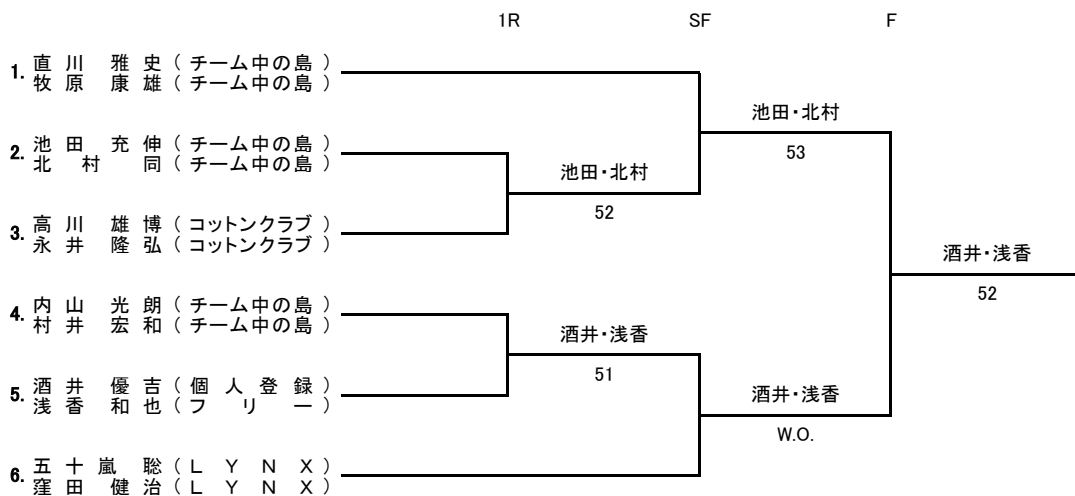 1R SF F
1. 直川 雅史 ( チーム中の島 )
牧原 康雄 ( チーム中の島 )
池田・北村
53
2. 池田 充伸 ( チーム中の島 )
北村 同 ( チーム中の島 )
池田・北村
52
3. 高川 雄博 ( コットンクラブ )
永井 隆弘 ( コットンクラブ )
酒井・浅香
52
4. 内山 光朗 ( チーム中の島 )
村井 宏和 ( チーム中の島 )
酒井・浅香
51
5. 酒井 優吉 ( 個人登録 )
浅香 和也 ( フリー )
酒井・浅香
W.O.
6. 五十嵐 聡 ( LYNX )
窪田 健治 ( LYNX )